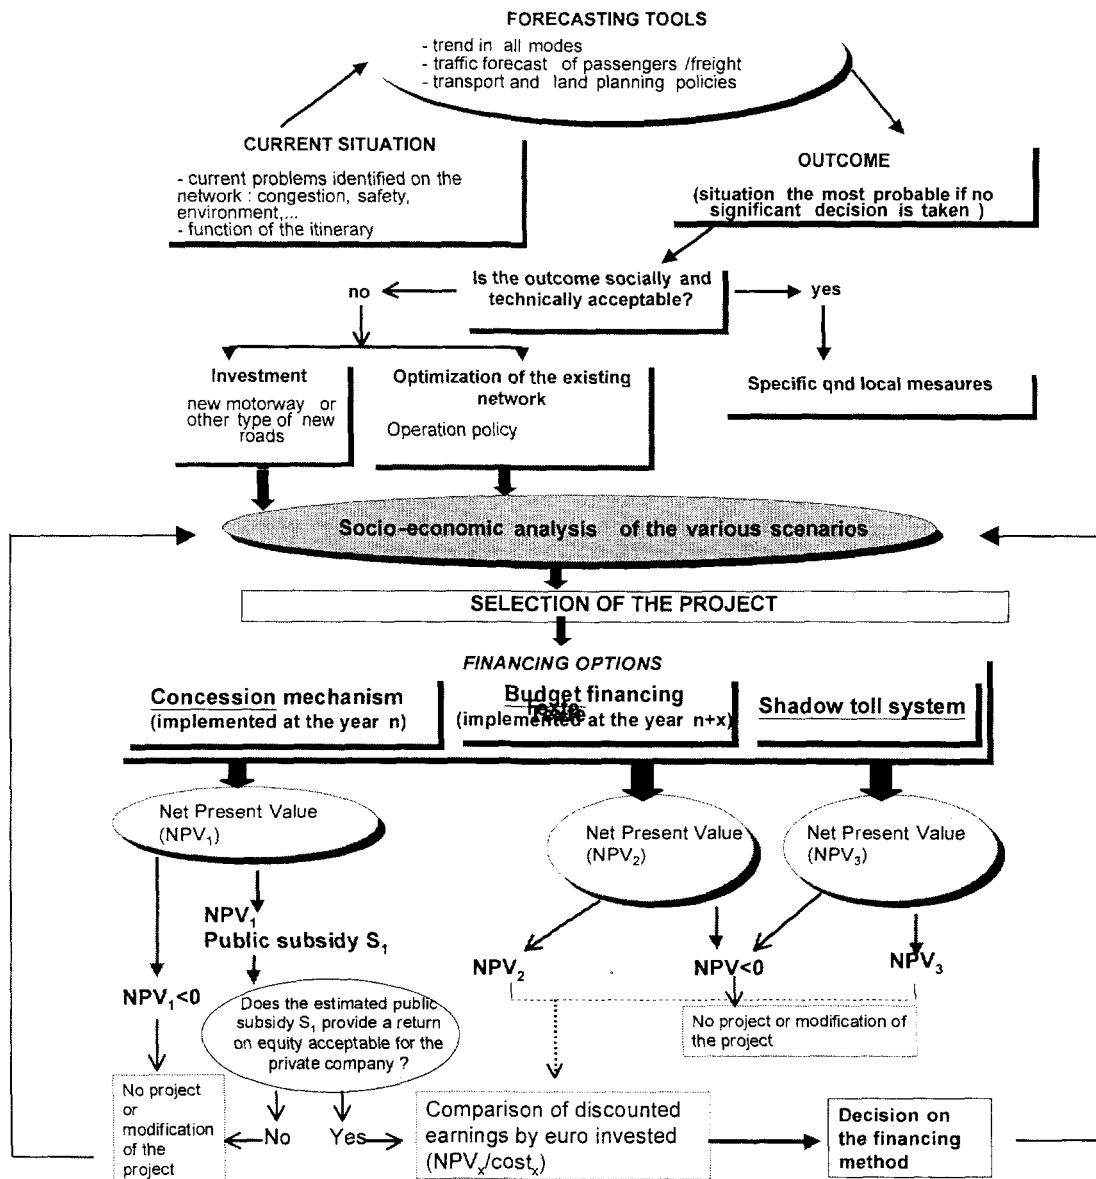 FORECASTING TOOLS
- trend in all modes
- traffic forecast of passengers /freight
- transport and land planning policies
CURRENT SITUATION
- current problems identified on the
network : congestion, safety,
environment,...
- function of the itinerary
OUTCOME
(situation the most probable if no
significant decision is taken )
Is the outcome socially and
technically acceptable?
no
yes
Investment
new motorway or
other type of new
roads
Optimization of the existing
network
Operation policy
Specific qnd local mesaures
Socio-economic analysis of the various scenarios
SELECTION OF THE PROJECT
FINANCING OPTIONS
Concession mechanism
(implemented at the year n)
Budget financing
(implemented at the year n+x)
Shadow toll system
Net Present Value
(NPV₁)
Net Present Value
(NPV₂)
Net Present Value
(NPV₃)
NPV₁
Public subsidy S₁
NPV₁<0
NPV₂
NPV<0
NPV₃
Does the estimated public
subsidy S₁ provide a return
on equity acceptable for the
private company ?
No project or modification of
the project
No project
or
modification
of the
project
No
Yes
Comparison of discounted
earnings by euro invested
(NPVₓ/costₓ)
Decision on
the financing
method